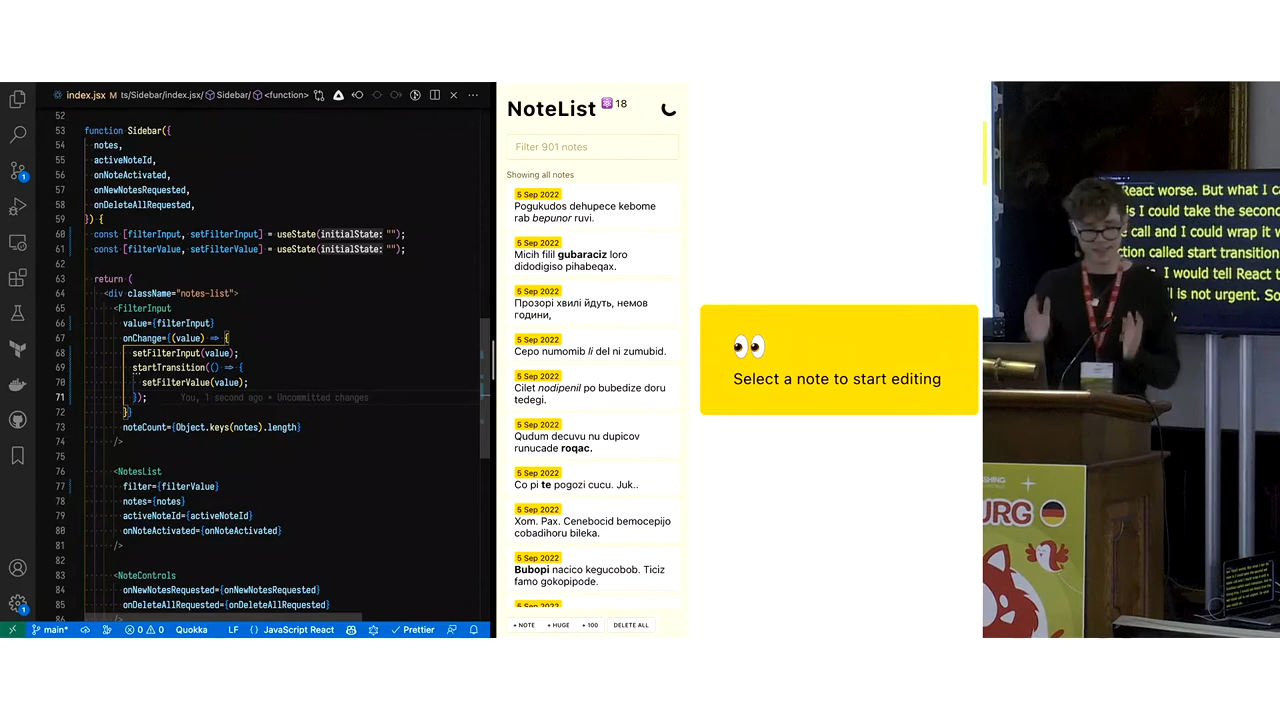 index.jsx M ts/Sidebar/index.jsx/ Sidebar/ <function>
52
53 function Sidebar({
54 notes,
55 activeNoteId,
56 onNoteActivated,
57 onNewNotesRequested,
58 onDeleteAllRequested,
59 }) {
60 const [filterInput, setFilterInput] = useState(initialState: "");
61 const [filterValue, setFilterValue] = useState(initialState: "");
62
63 return (
64 <div className="notes-list">
65 <FilterInput
66 value={filterInput}
67 onChange={(value) => {
68 setFilterInput(value);
69 startTransition(() => {
70 setFilterValue(value);
71 }); You, 1 second ago • Uncommitted changes
72 }}
73 noteCount={Object.keys(notes).length}
74 />
75
76 <NotesList
77 filter={filterValue}
78 notes={notes}
79 activeNoteId={activeNoteId}
80 onNoteActivated={onNoteActivated}
81 />
82
83 <NoteControls
84 onNewNotesRequested={onNewNotesRequested}
85 onDeleteAllRequested={onDeleteAllRequested}
86 />
1
1
main* 0 0 Quokka LF {} JavaScript React Prettier
NoteList 18
Filter 901 notes
Showing all notes
5 Sep 2022
Pogukudos dehupece kebome
rab bepunor ruvi.
5 Sep 2022
Micih filil gubaraciz loro
didodigiso pihabeqax.
5 Sep 2022
Прозорі хвилі йдуть, немов
години,
5 Sep 2022
Cepo numomib li del ni zumubid.
5 Sep 2022
Cilet nodipenil po bubedize doru
tedegi.
5 Sep 2022
Qudum decuvu nu dupicov
runucade roqac.
5 Sep 2022
Co pi te pogozi cucu. Juk..
5 Sep 2022
Xom. Pax. Cenebocid bemocepijo
cobadihoru bileka.
5 Sep 2022
Bubopi nacico kegucobob. Ticiz
famo gokopipode.
5 Sep 2022
+ NOTE + HUGE + 100 DELETE ALL
Select a note to start editing
React worse. But what I ca
is I could take the secon
call and I could wrap it w
ction called start transition
I would tell React t
l is not urgent. So
SHING
URG